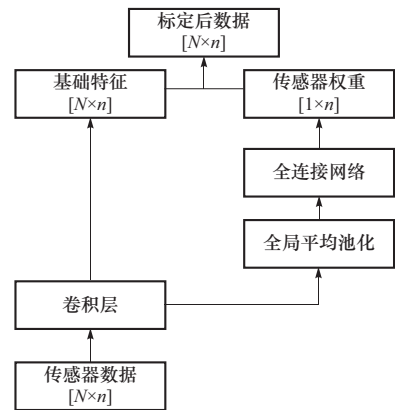 标定后数据
[N×n]
基础特征
[N×n]
传感器权重
[1×n]
全连接网络
全局平均池化
卷积层
传感器数据
[N×n]